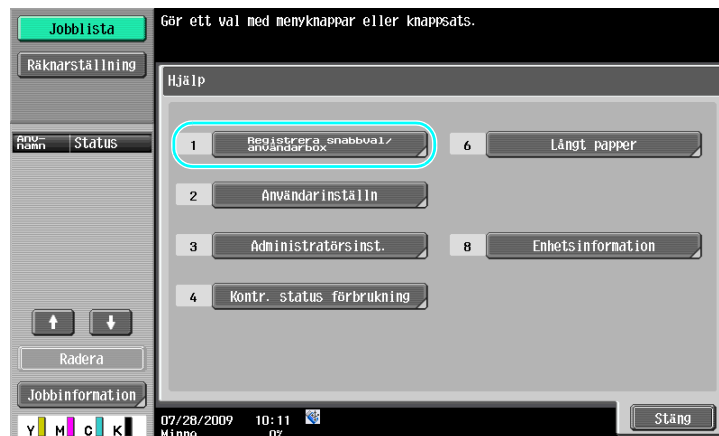 Jobblista
Gör ett val med menyknappar eller knappsats.
Räknarställning
Hjälp
Anv-
namn
Status
1 Registrera snabbval/
användarbox
6 Långt papper
2 Användarinställn
3 Administratörsinst.
8 Enhetsinformation
4 Kontr. status förbrukning
Radera
Jobbinformation
Y M C K
07/28/2009 10:11
Minne 0%
Stäng